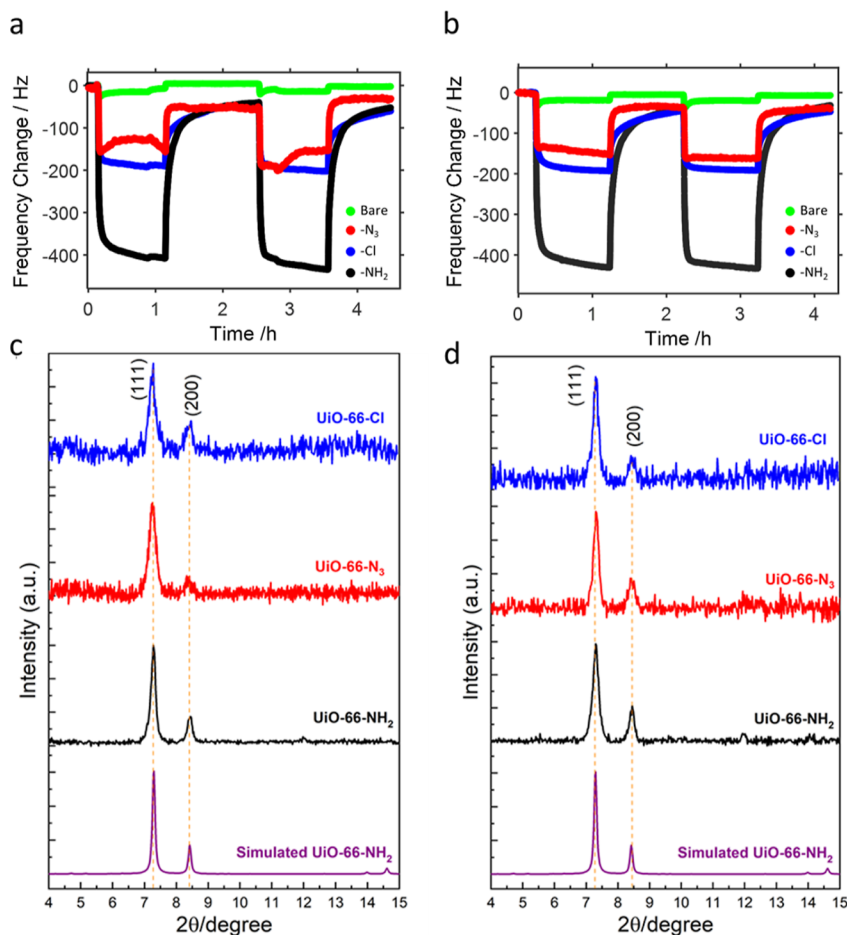 a
0
-100
-200
-300
-400
Frequency Change / Hz
Bare
-N₃
-Cl
-NH₂
0 1 2 3 4
Time /h
b
0
-100
-200
-300
-400
Frequency Change / Hz
Bare
-N₃
-Cl
-NH₂
0 1 2 3 4
Time /h
c
(111)
(200)
UiO-66-Cl
UiO-66-N₃
UiO-66-NH₂
Simulated UiO-66-NH₂
Intensity (a.u.)
4 5 6 7 8 9 10 11 12 13 14 15
2θ/degree
d
(111)
(200)
UiO-66-Cl
UiO-66-N₃
UiO-66-NH₂
Simulated UiO-66-NH₂
Intensity (a.u.)
4 5 6 7 8 9 10 11 12 13 14 15
2θ/degree